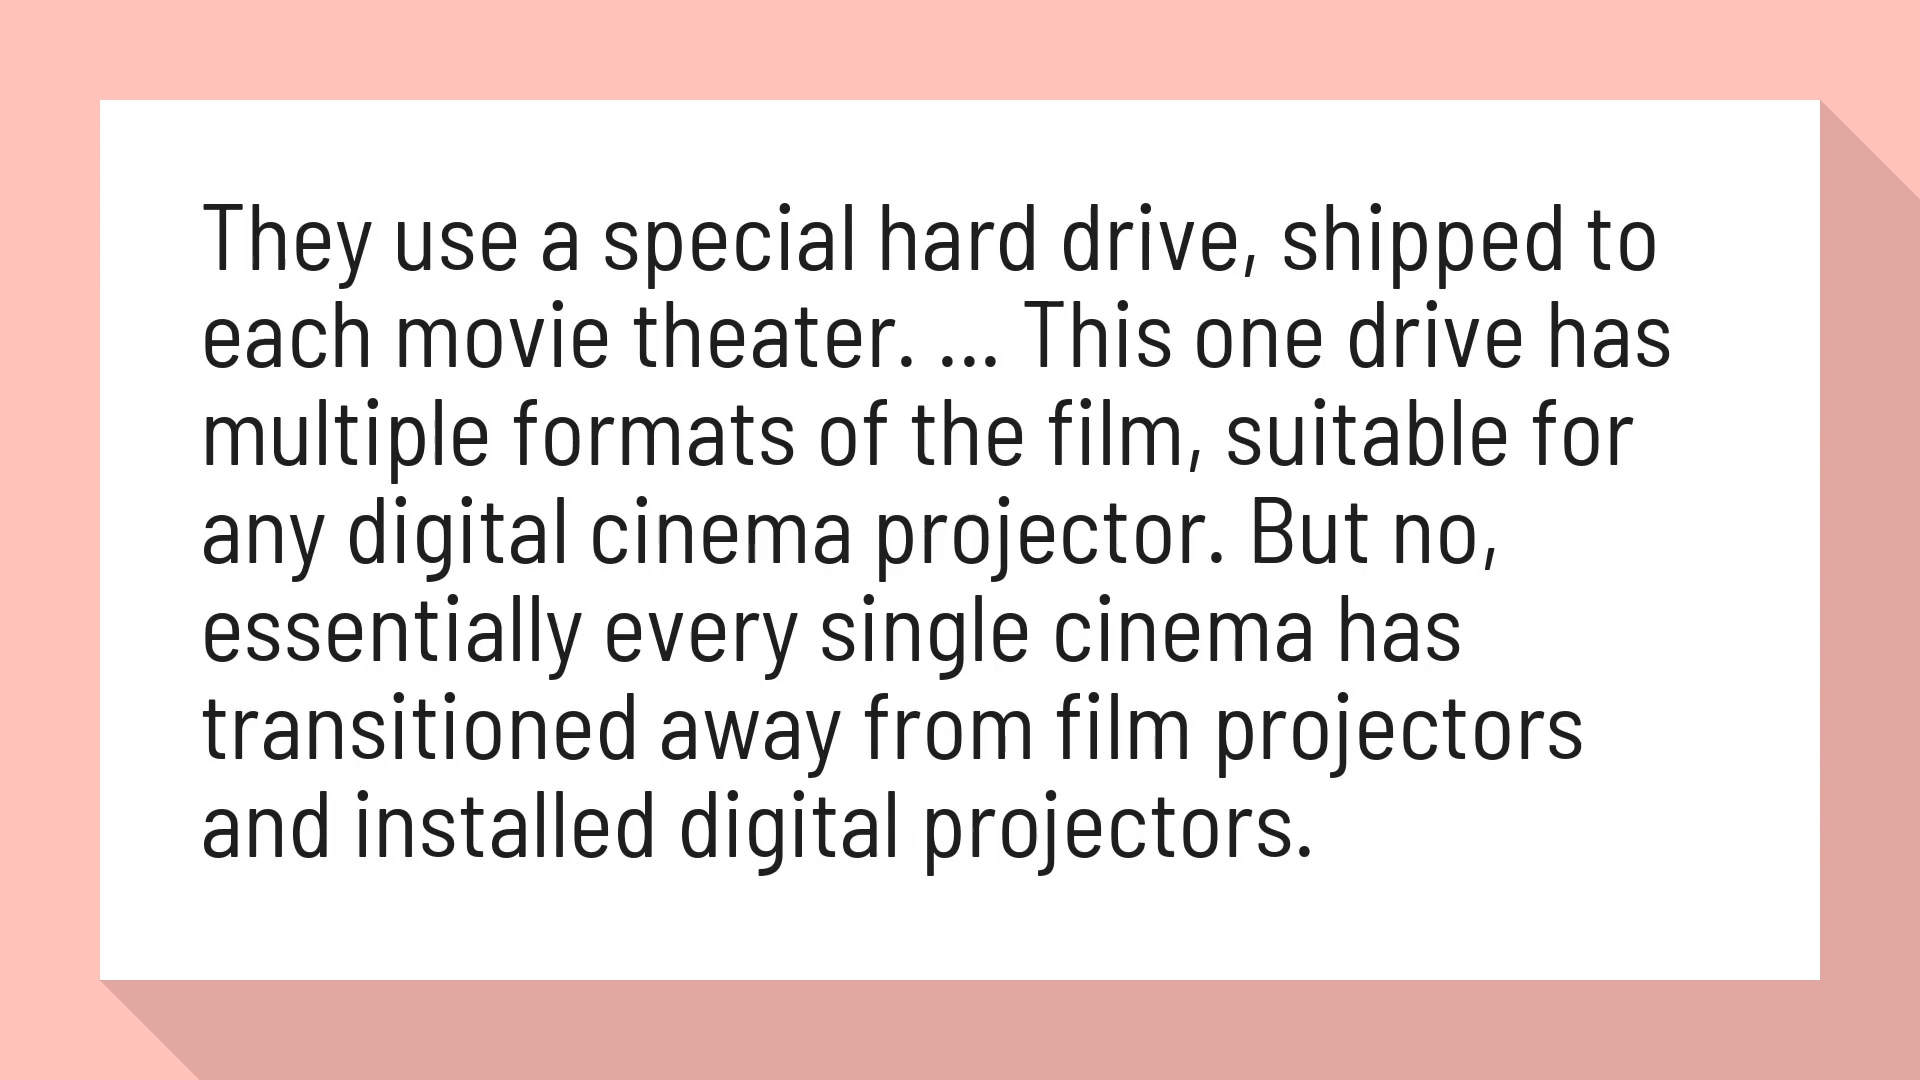 They use a special hard drive, shipped to
each movie theater. ... This one drive has
multiple formats of the film, suitable for
any digital cinema projector. But no,
essentially every single cinema has
transitioned away from film projectors
and installed digital projectors.